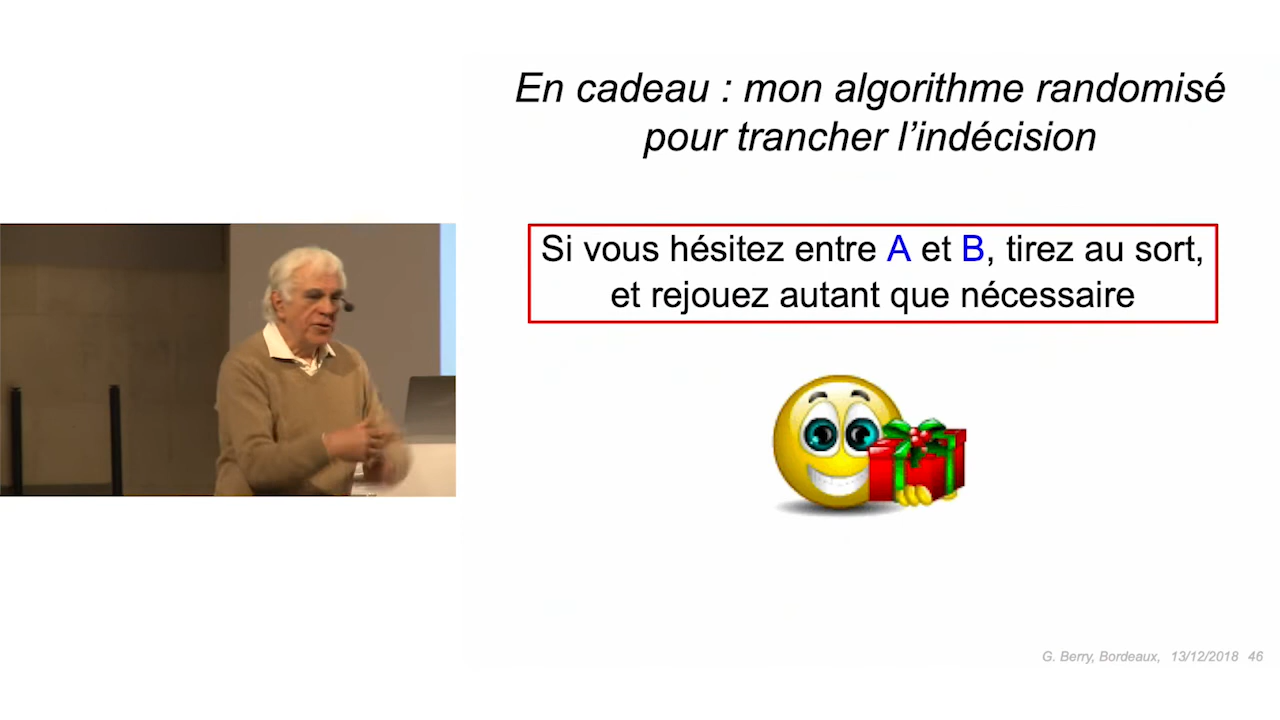 En cadeau : mon algorithme randomisé
pour trancher l’indécision
Si vous hésitez entre A et B, tirez au sort,
et rejouez autant que nécessaire
G. Berry, Bordeaux, 13/12/2018 46